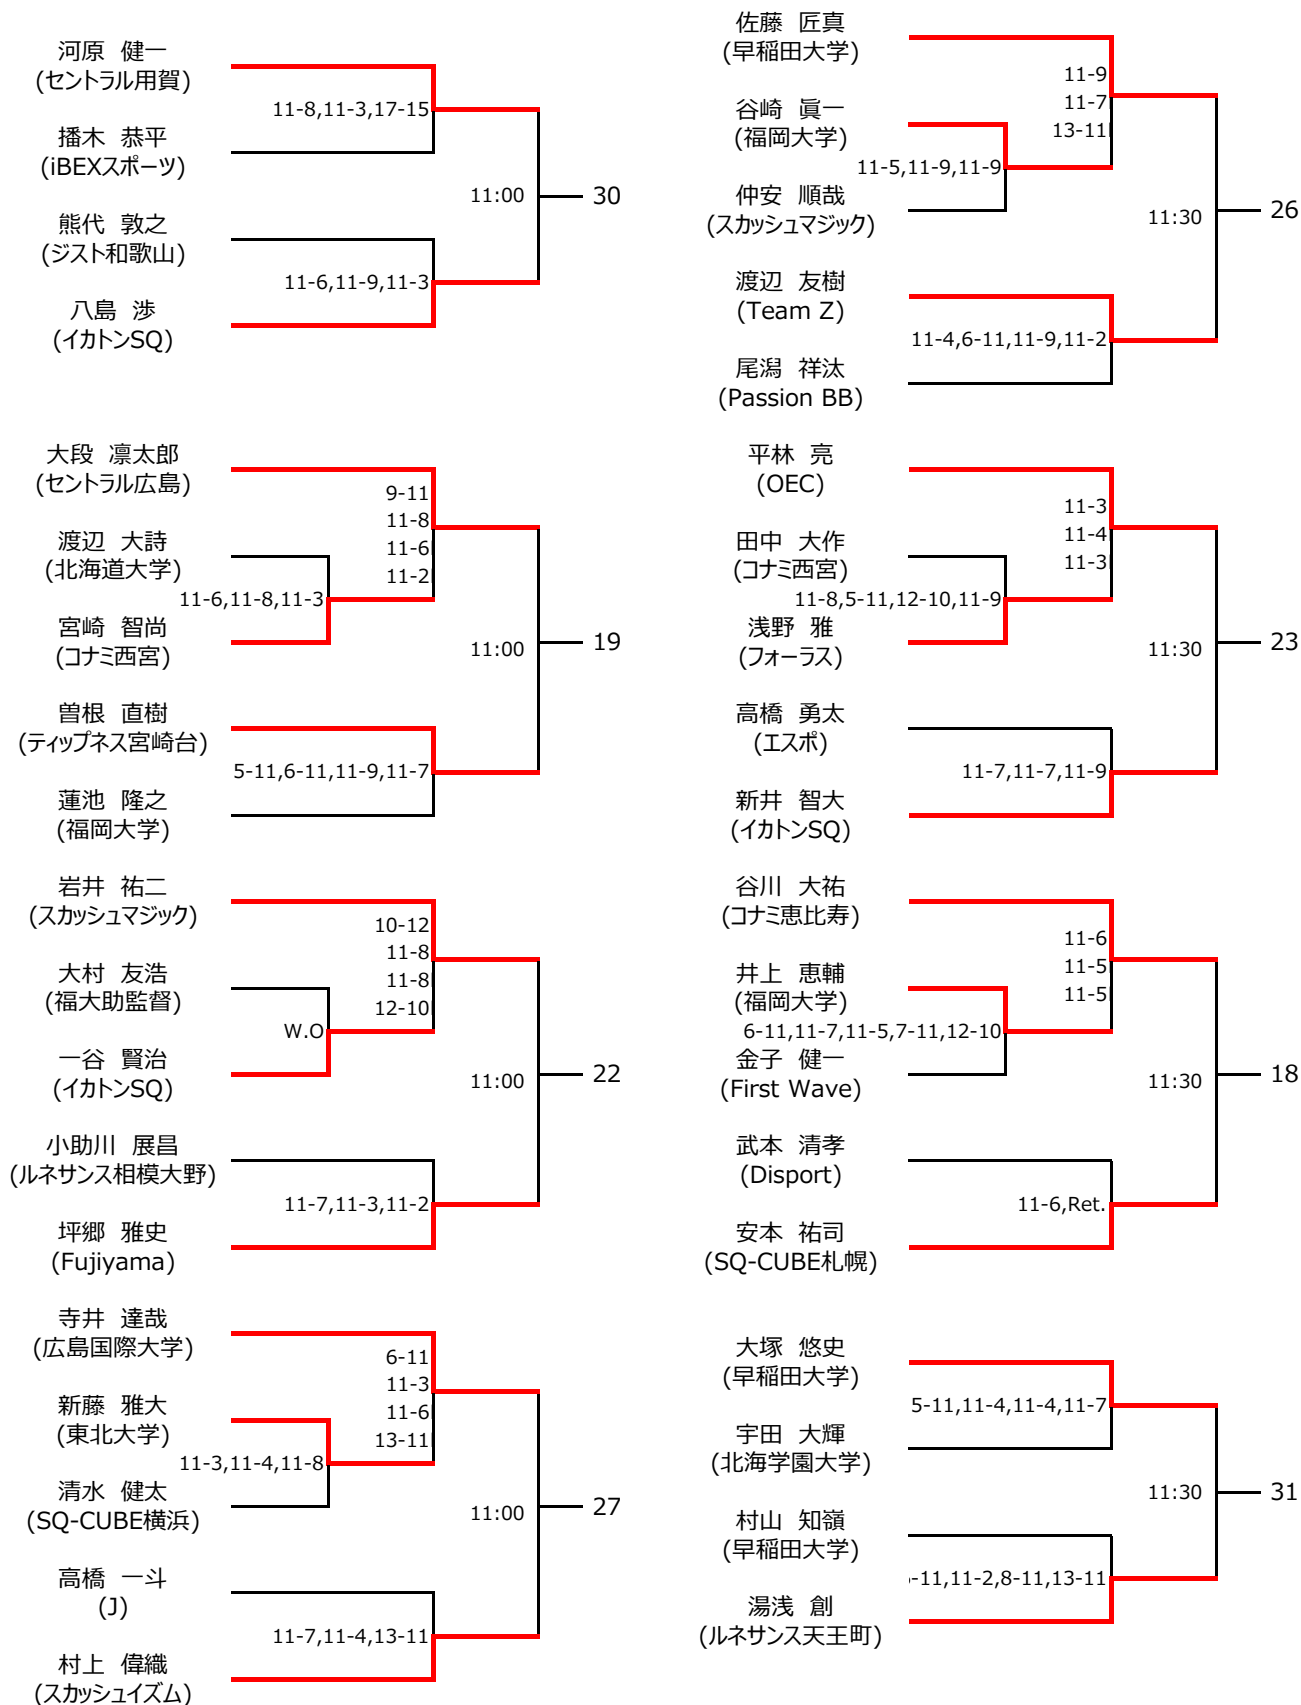 河原 健一
(セントラル用賀)
11-8,11-3,17-15
播木 恭平
(iBEXスポーツ)
11:00
30
熊代 敦之
(ジスト和歌山)
11-6,11-9,11-3
八島 渉
(イカトンSQ)
大段 凛太郎
(セントラル広島)
9-11
11-8
11-6
11-2
渡辺 大詩
(北海道大学)
11-6,11-8,11-3
宮崎 智尚
(コナミ西宮)
11:00
19
曽根 直樹
(ティップネス宮崎台)
5-11,6-11,11-9,11-7
蓮池 隆之
(福岡大学)
岩井 祐二
(スカッシュマジック)
10-12
11-8
11-8
12-10
大村 友浩
(福大助監督)
W.O
一谷 賢治
(イカトンSQ)
11:00
22
小助川 展昌
(ルネサンス相模大野)
11-7,11-3,11-2
坪郷 雅史
(Fujiyama)
寺井 達哉
(広島国際大学)
6-11
11-3
11-6
13-11
新藤 雅大
(東北大学)
11-3,11-4,11-8
清水 健太
(SQ-CUBE横浜)
11:00
27
高橋 一斗
(J)
11-7,11-4,13-11
村上 偉織
(スカッシュイズム)
佐藤 匠真
(早稲田大学)
11-9
11-7
13-11
谷崎 眞一
(福岡大学)
11-5,11-9,11-9
仲安 順哉
(スカッシュマジック)
11:30
26
渡辺 友樹
(Team Z)
11-4,6-11,11-9,11-2
尾潟 祥汰
(Passion BB)
平林 亮
(OEC)
11-3
11-4
11-3
田中 大作
(コナミ西宮)
11-8,5-11,12-10,11-9
浅野 雅
(フォーラス)
11:30
23
高橋 勇太
(エスポ)
11-7,11-7,11-9
新井 智大
(イカトンSQ)
谷川 大祐
(コナミ恵比寿)
11-6
11-5
11-5
井上 恵輔
(福岡大学)
6-11,11-7,11-5,7-11,12-10
金子 健一
(First Wave)
11:30
18
武本 清孝
(Disport)
11-6,Ret.
安本 祐司
(SQ-CUBE札幌)
大塚 悠史
(早稲田大学)
5-11,11-4,11-4,11-7
宇田 大輝
(北海学園大学)
11:30
31
村山 知嶺
(早稲田大学)
-11,11-2,8-11,13-11
湯浅 創
(ルネサンス天王町)